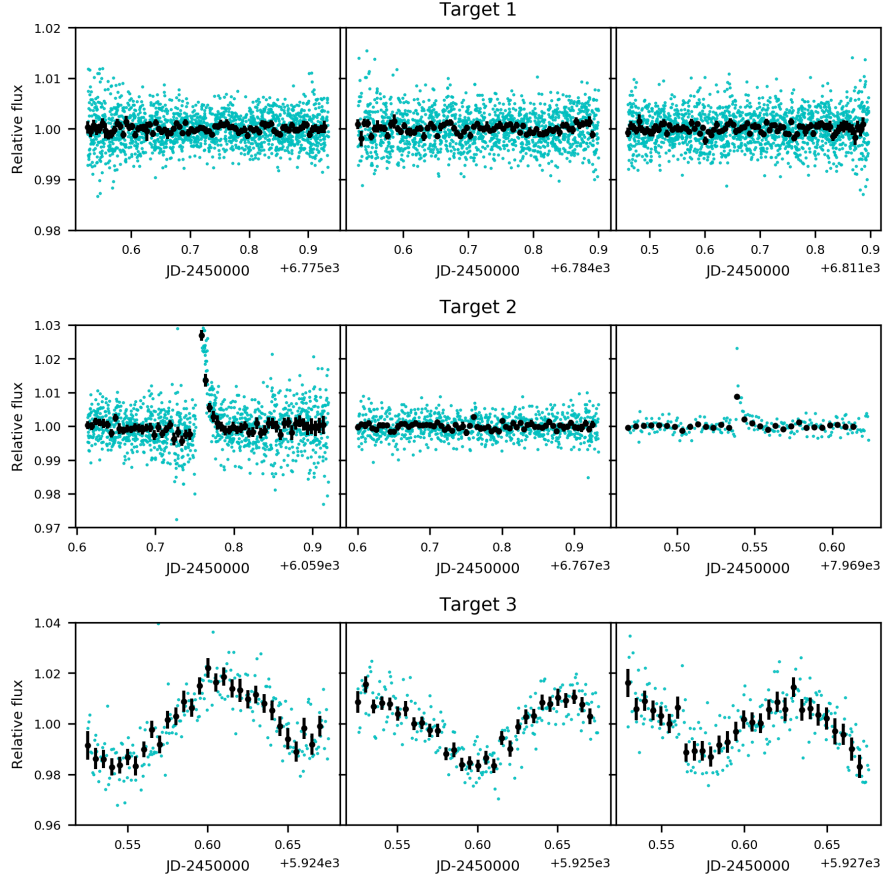 Target 1
1.02
1.01
1.00
0.99
0.98
Relative flux
0.6 0.7 0.8 0.9
0.6 0.7 0.8 0.9
0.5 0.6 0.7 0.8 0.9
JD-2450000 +6.775e3
JD-2450000 +6.784e3
JD-2450000 +6.811e3
Target 2
1.03
1.02
1.01
1.00
0.99
0.98
0.97
Relative flux
0.6 0.7 0.8 0.9
0.6 0.7 0.8 0.9
0.50 0.55 0.60
JD-2450000 +6.059e3
JD-2450000 +6.767e3
JD-2450000 +7.969e3
Target 3
1.04
1.02
1.00
0.98
0.96
Relative flux
0.55 0.60 0.65
0.55 0.60 0.65
0.55 0.60 0.65
JD-2450000 +5.924e3
JD-2450000 +5.925e3
JD-2450000 +5.927e3